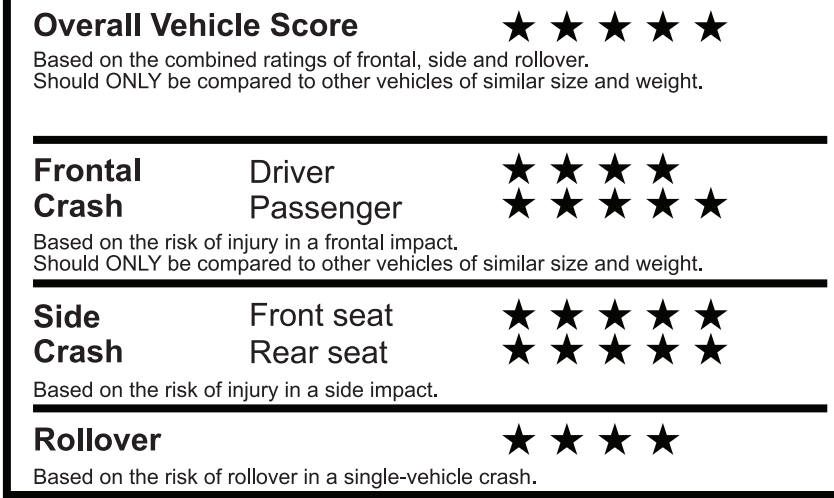 Overall Vehicle Score ★ ★ ★ ★ ★
Based on the combined ratings of frontal, side and rollover.
Should ONLY be compared to other vehicles of similar size and weight.
Frontal Driver ★ ★ ★ ★
Crash Passenger ★ ★ ★ ★ ★
Based on the risk of injury in a frontal impact.
Should ONLY be compared to other vehicles of similar size and weight.
Side Front seat ★ ★ ★ ★ ★
Crash Rear seat ★ ★ ★ ★ ★
Based on the risk of injury in a side impact.
Rollover ★ ★ ★ ★
Based on the risk of rollover in a single-vehicle crash.